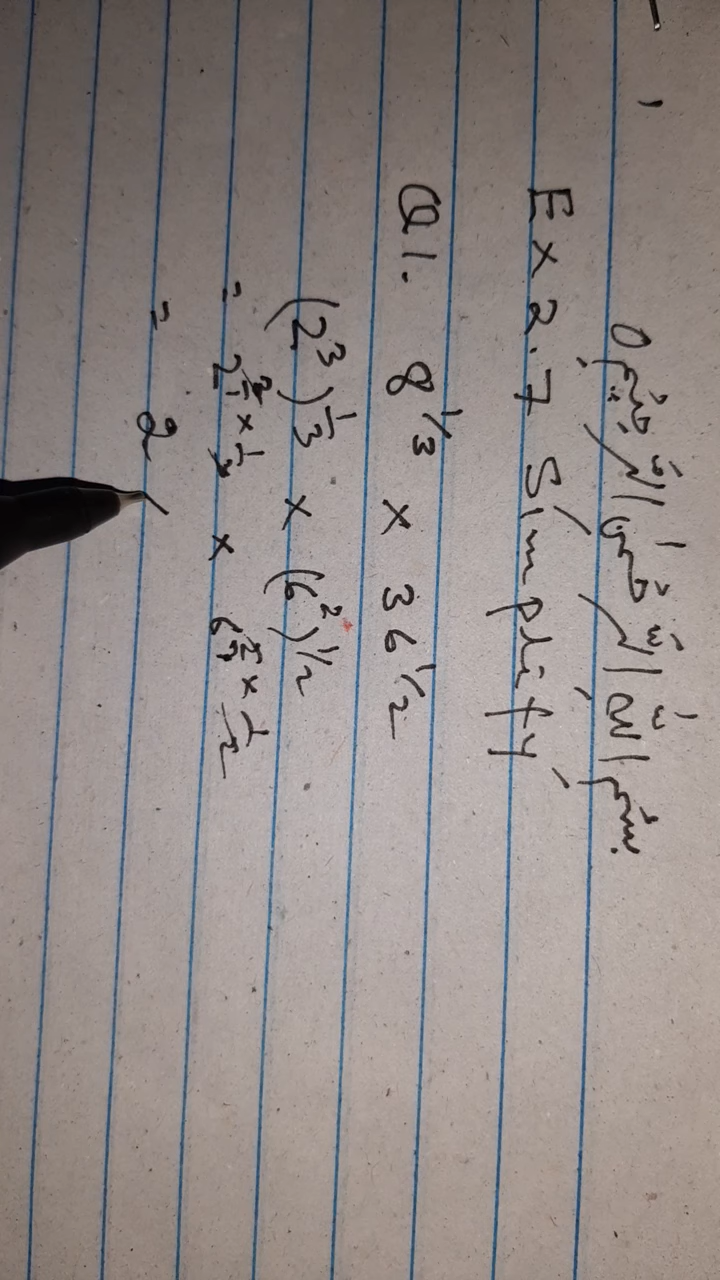 بسم الله الرحمن الرحيم
Ex 2.7 Simplify
Q1. 8^1/3 × 36^1/2
(2^3)^1/3 × (6^2)^1/2
= 2^3/1 × 1/3 × 6^2/1 × 1/2
= 2